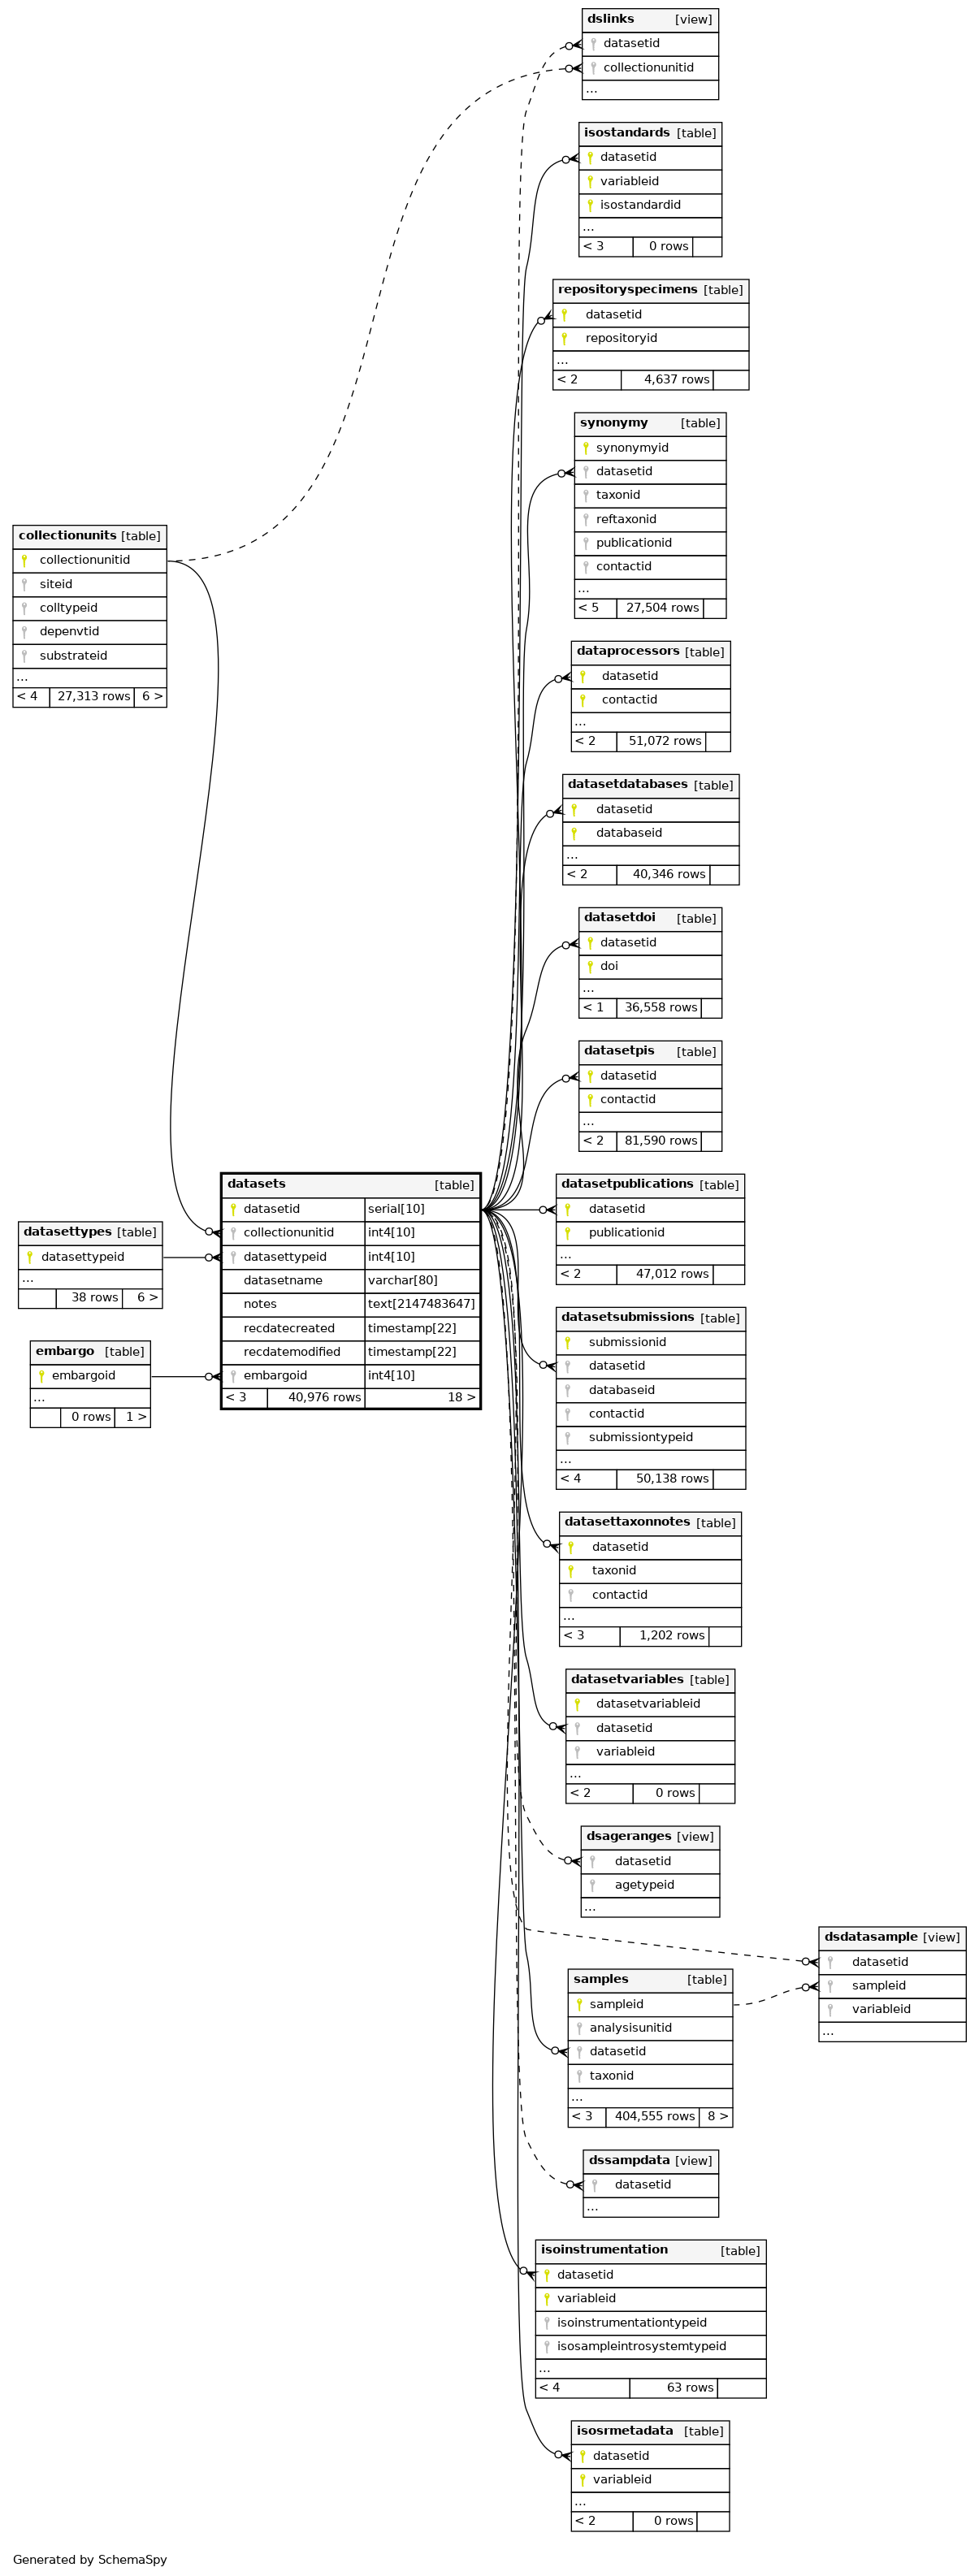 dslinks [view]
datasetid
collectionunitid
...
isostandards [table]
datasetid
variableid
isostandardid
...
< 3 0 rows
repositoryspecimens [table]
datasetid
repositoryid
...
< 2 4,637 rows
synonymy [table]
synonymyid
datasetid
taxonid
reftaxonid
publicationid
contactid
...
< 5 27,504 rows
collectionunits [table]
collectionunitid
siteid
colltypeid
depenvtid
substrateid
...
< 4 27,313 rows 6 >
dataprocessors [table]
datasetid
contactid
...
< 2 51,072 rows
datasetdatabases [table]
datasetid
databaseid
...
< 2 40,346 rows
datasetdoi [table]
datasetid
doi
...
< 1 36,558 rows
datasetpis [table]
datasetid
contactid
...
< 2 81,590 rows
datasets [table]
datasetid serial[10]
collectionunitid int4[10]
datasettypeid int4[10]
datasetname varchar[80]
notes text[2147483647]
recdatecreated timestamp[22]
recdatemodified timestamp[22]
embargoid int4[10]
< 3 40,976 rows 18 >
datasettypes [table]
datasettypeid
...
38 rows 6 >
embargo [table]
embargoid
...
0 rows 1 >
datasetpublications [table]
datasetid
publicationid
...
< 2 47,012 rows
datasetsubmissions [table]
submissionid
datasetid
databaseid
contactid
submissiontypeid
...
< 4 50,138 rows
datasettaxonnotes [table]
datasetid
taxonid
contactid
...
< 3 1,202 rows
datasetvariables [table]
datasetvariableid
datasetid
variableid
...
< 2 0 rows
dsageranges [view]
datasetid
agetypeid
...
dsdatasample [view]
datasetid
sampleid
variableid
...
samples [table]
sampleid
analysisunitid
datasetid
taxonid
...
< 3 404,555 rows 8 >
dssampdata [view]
datasetid
...
isoinstrumentation [table]
datasetid
variableid
isoinstrumentationtypeid
isosampleintrosystemtypeid
...
< 4 63 rows
isosrmetadata [table]
datasetid
variableid
...
< 2 0 rows
Generated by SchemaSpy